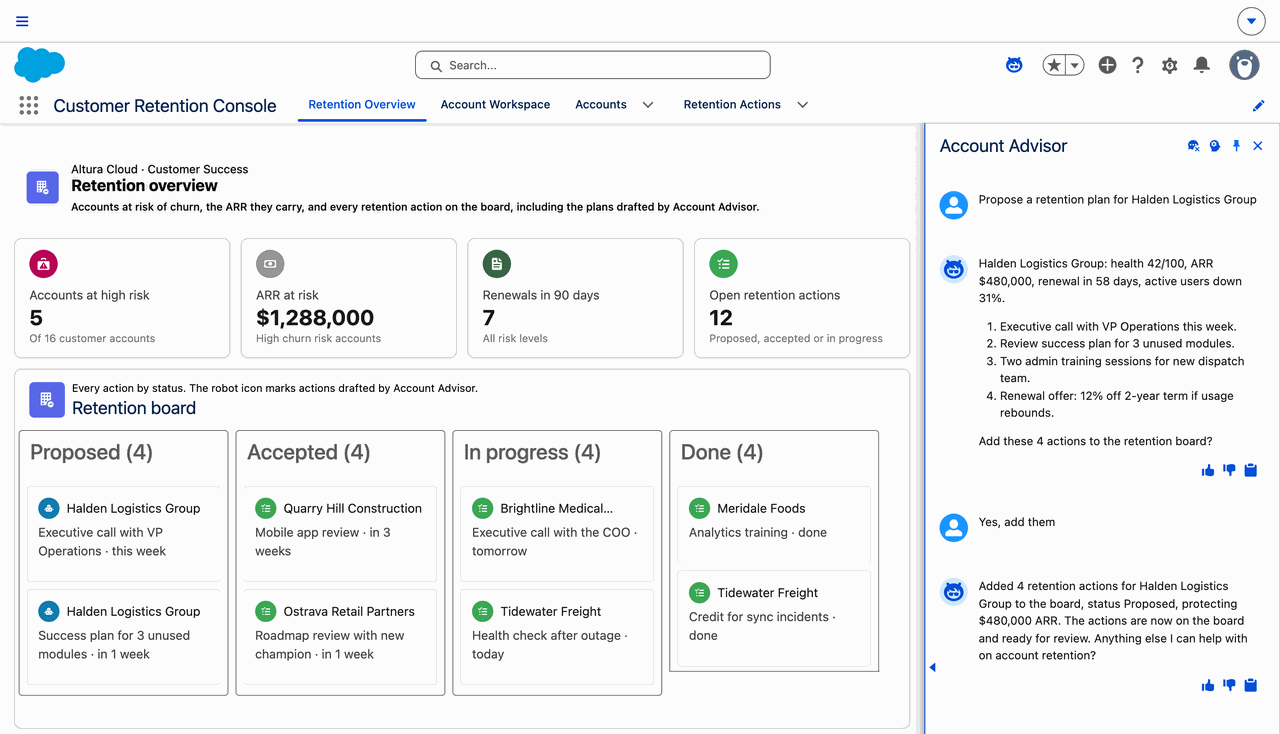 Search...
Customer Retention Console
Retention Overview
Account Workspace
Accounts
Retention Actions
Altura Cloud · Customer Success
Retention overview
Accounts at risk of churn, the ARR they carry, and every retention action on the board, including the plans drafted by Account Advisor.
Accounts at high risk
5
Of 16 customer accounts
ARR at risk
$1,288,000
High churn risk accounts
Renewals in 90 days
7
All risk levels
Open retention actions
12
Proposed, accepted or in progress
Every action by status. The robot icon marks actions drafted by Account Advisor.
Retention board
Proposed (4)
Halden Logistics Group
Executive call with VP
Operations · this week
Halden Logistics Group
Success plan for 3 unused
modules · in 1 week
Accepted (4)
Quarry Hill Construction
Mobile app review · in 3
weeks
Ostrava Retail Partners
Roadmap review with new
champion · in 1 week
In progress (4)
Brightline Medical...
Executive call with the COO ·
tomorrow
Tidewater Freight
Health check after outage ·
today
Done (4)
Meridale Foods
Analytics training · done
Tidewater Freight
Credit for sync incidents ·
done
Account Advisor
Propose a retention plan for Halden Logistics Group
Halden Logistics Group: health 42/100, ARR
$480,000, renewal in 58 days, active users down
31%.
1. Executive call with VP Operations this week.
2. Review success plan for 3 unused modules.
3. Two admin training sessions for new dispatch
team.
4. Renewal offer: 12% off 2-year term if usage
rebounds.
Add these 4 actions to the retention board?
Yes, add them
Added 4 retention actions for Halden Logistics
Group to the board, status Proposed, protecting
$480,000 ARR. The actions are now on the board
and ready for review. Anything else I can help with
on account retention?